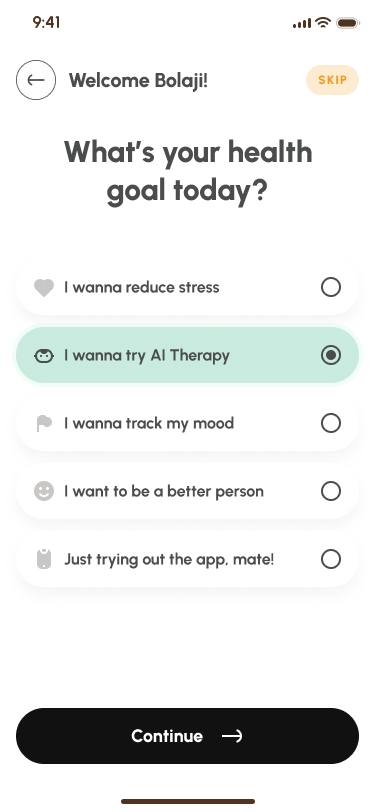 9:41
Welcome Bolaji!
SKIP
What's your health
goal today?
I wanna reduce stress
I wanna try AI Therapy
I wanna track my mood
I want to be a better person
Just trying out the app, mate!
Continue